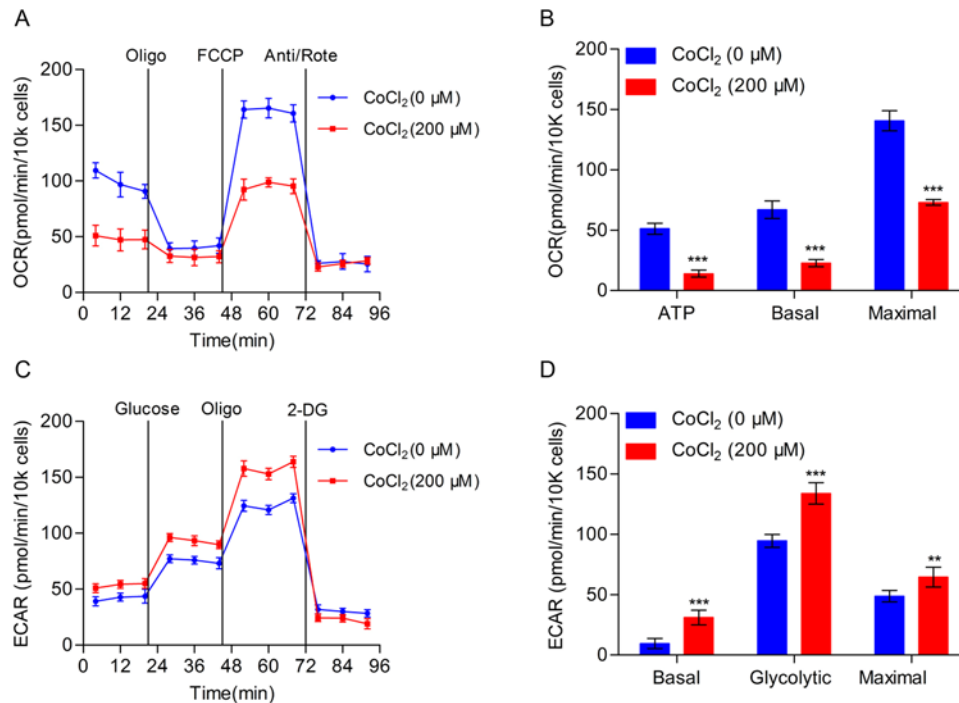 A
Oligo FCCP Anti/Rote
OCR(pmol/min/10k cells)
200
150
100
50
0
CoCl₂(0 µM)
CoCl₂(200 µM)
0 12 24 36 48 60 72 84 96
Time(min)
B
OCR(pmol/min/10K cells)
200
150
100
50
0
CoCl₂ (0 µM)
CoCl₂ (200 µM)
*** *** ***
ATP Basal Maximal
C
Glucose Oligo 2-DG
ECAR (pmol/min/10k cells)
200
150
100
50
0
CoCl₂(0 µM)
CoCl₂(200 µM)
0 12 24 36 48 60 72 84 96
Time(min)
D
ECAR (pmol/min/10K cells)
200
150
100
50
0
CoCl₂ (0 µM)
CoCl₂ (200 µM)
*** *** **
Basal Glycolytic Maximal